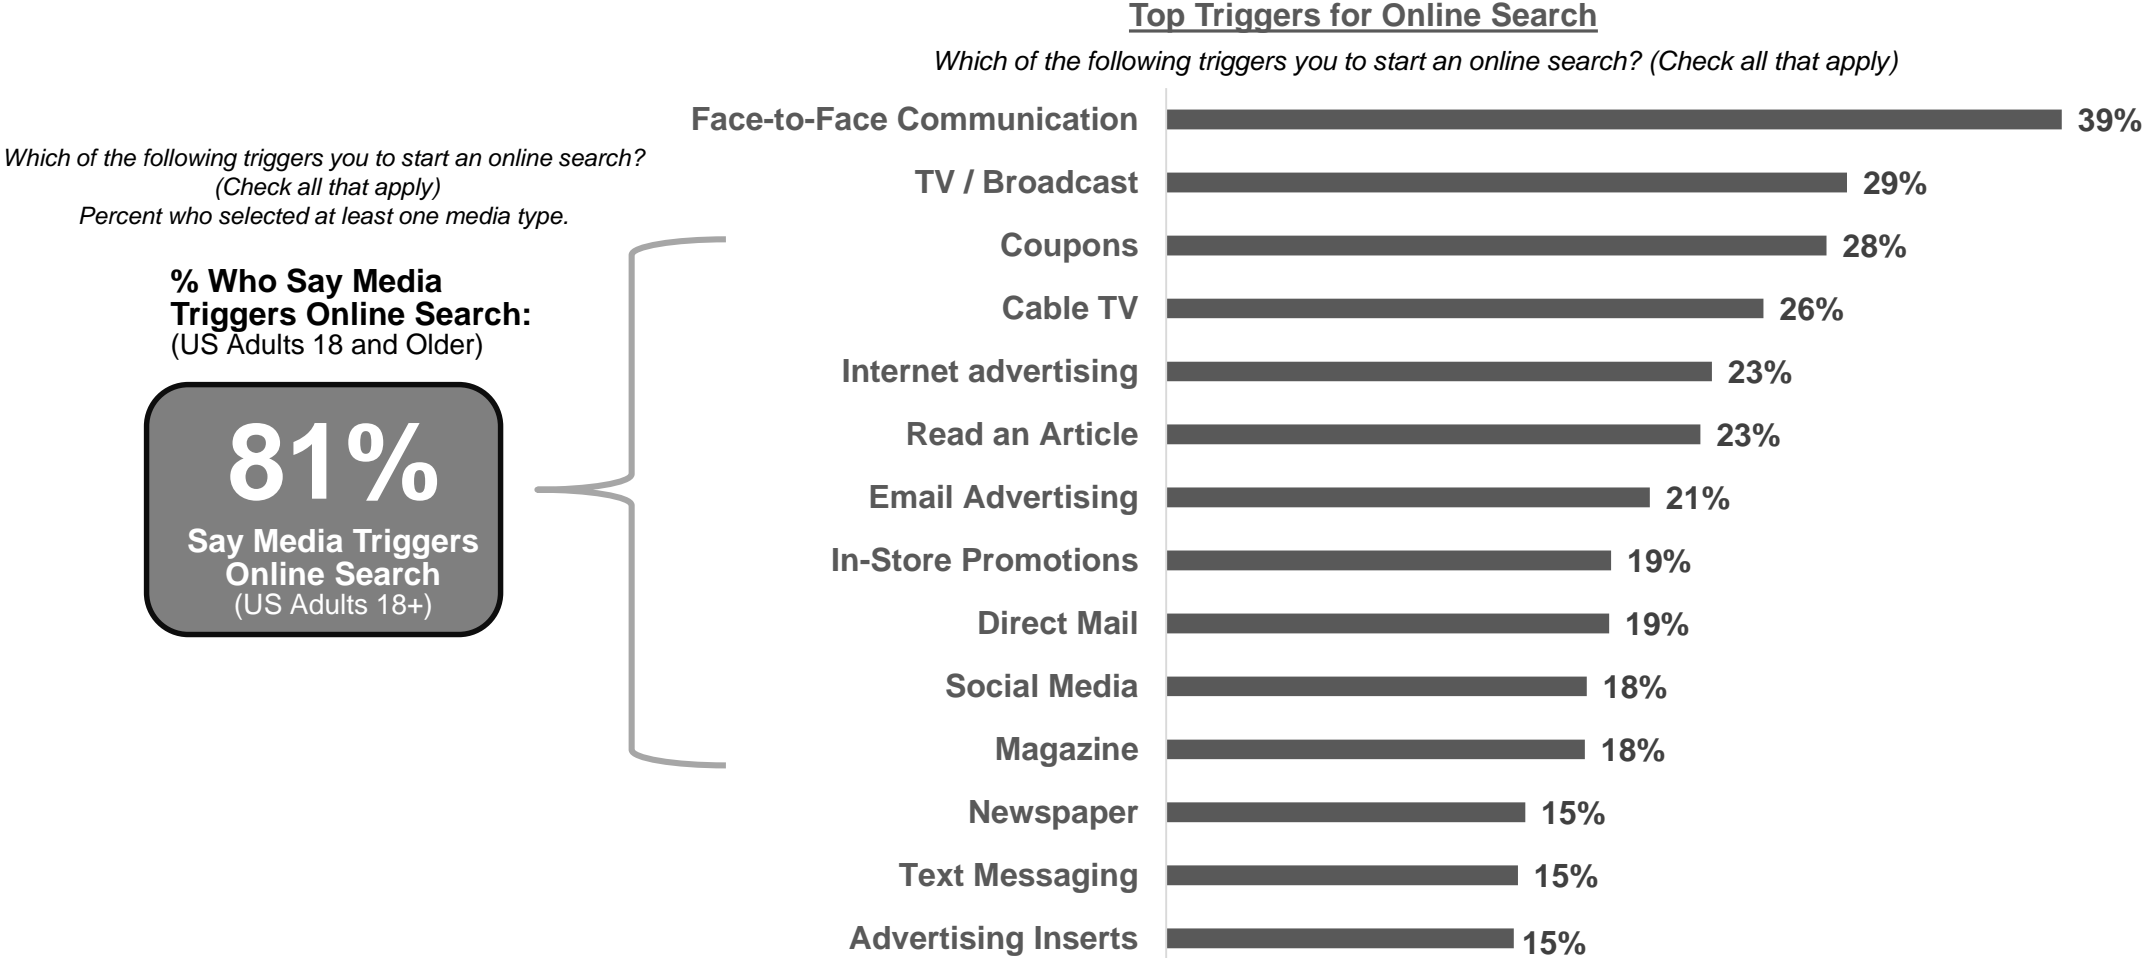 Top Triggers for Online Search
Which of the following triggers you to start an online search? (Check all that apply)
Which of the following triggers you to start an online search?
(Check all that apply)
Percent who selected at least one media type.
% Who Say Media
Triggers Online Search:
(US Adults 18 and Older)
81%
Say Media Triggers
Online Search
(US Adults 18+)
Face-to-Face Communication 39%
TV / Broadcast 29%
Coupons 28%
Cable TV 26%
Internet advertising 23%
Read an Article 23%
Email Advertising 21%
In-Store Promotions 19%
Direct Mail 19%
Social Media 18%
Magazine 18%
Newspaper 15%
Text Messaging 15%
Advertising Inserts 15%